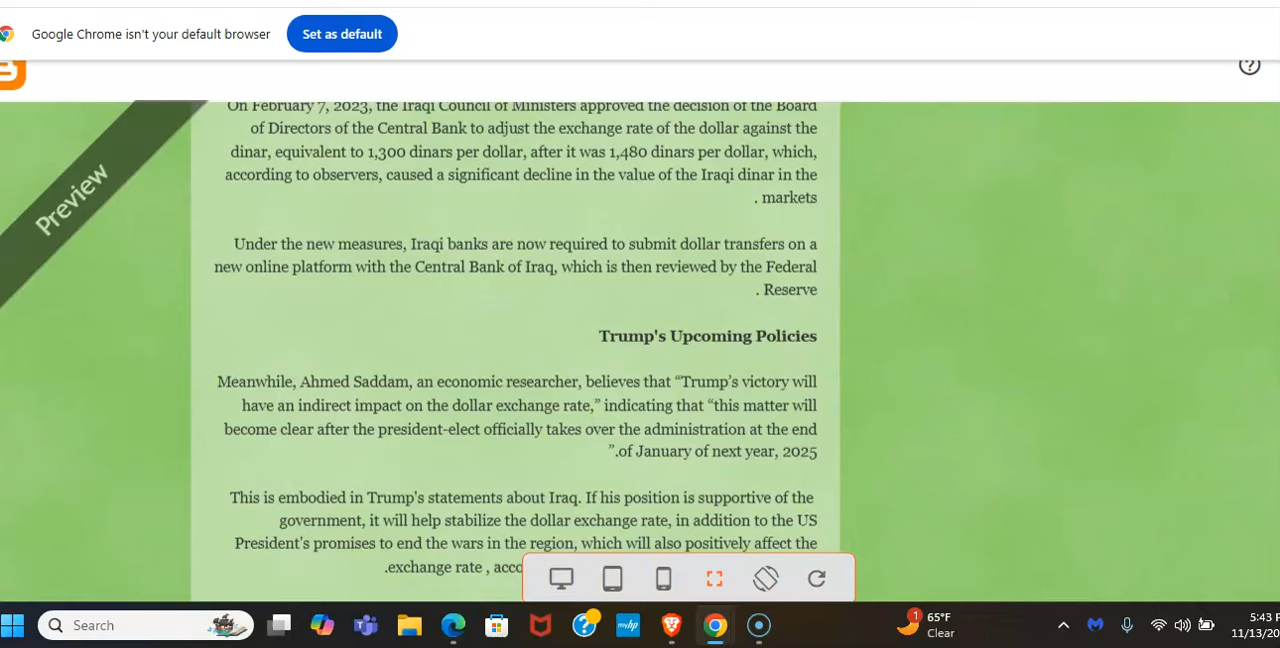 Google Chrome isn't your default browser
Set as default
Preview
On February 7, 2023, the Iraqi Council of Ministers approved the decision of the Board
of Directors of the Central Bank to adjust the exchange rate of the dollar against the
dinar, equivalent to 1,300 dinars per dollar, after it was 1,480 dinars per dollar, which,
according to observers, caused a significant decline in the value of the Iraqi dinar in the
. markets
Under the new measures, Iraqi banks are now required to submit dollar transfers on a
new online platform with the Central Bank of Iraq, which is then reviewed by the Federal
. Reserve
Trump's Upcoming Policies
Meanwhile, Ahmed Saddam, an economic researcher, believes that “Trump’s victory will
have an indirect impact on the dollar exchange rate,” indicating that “this matter will
become clear after the president-elect officially takes over the administration at the end
”.of January of next year, 2025
This is embodied in Trump’s statements about Iraq. If his position is supportive of the
government, it will help stabilize the dollar exchange rate, in addition to the US
President’s promises to end the wars in the region, which will also positively affect the
.exchange rate ,
Search
myhp
1
65°F
Clear
5:43
11/13/20